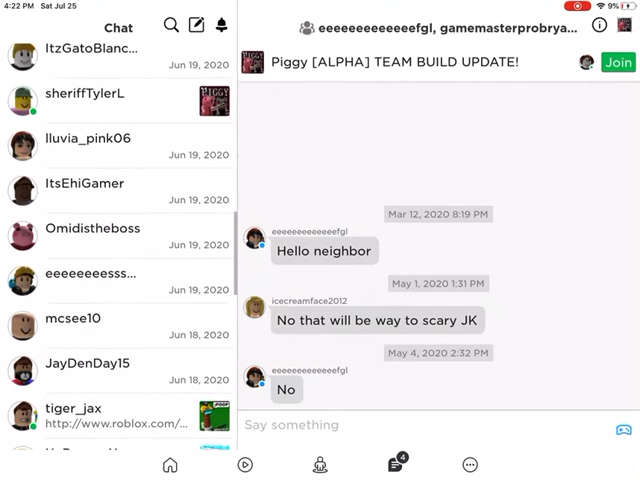 4:22 PM Sat Jul 25
9%
Chat
eeeeeeeeeeeeefgl, gamemasterprobrya...
ItzGatoBlanc...
Jun 19, 2020
Piggy [ALPHA] TEAM BUILD UPDATE!
Join
sheriffTylerL
PIGGY
lluvia_pink06
Jun 19, 2020
ItsEhiGamer
Jun 19, 2020
Omidistheboss
Jun 19, 2020
eeeeeeeesss...
Jun 19, 2020
mcsee10
Jun 18, 2020
JayDenDay15
Jun 18, 2020
tiger_jax
http://www.roblox.com/...
Mar 12, 2020 8:19 PM
eeeeeeeeeeeeefgl
Hello neighbor
May 1, 2020 1:31 PM
icecreamface2012
No that will be way to scary JK
May 4, 2020 2:32 PM
eeeeeeeeeeeeefgl
No
Say something
4